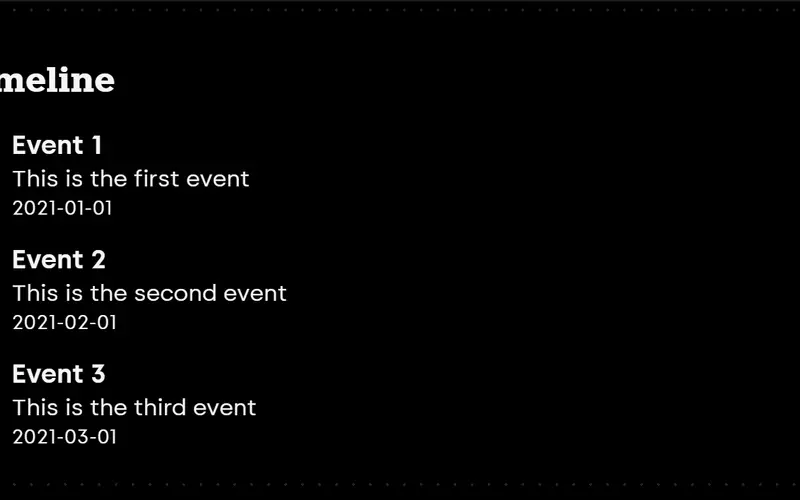 meline
Event 1
This is the first event
2021-01-01
Event 2
This is the second event
2021-02-01
Event 3
This is the third event
2021-03-01